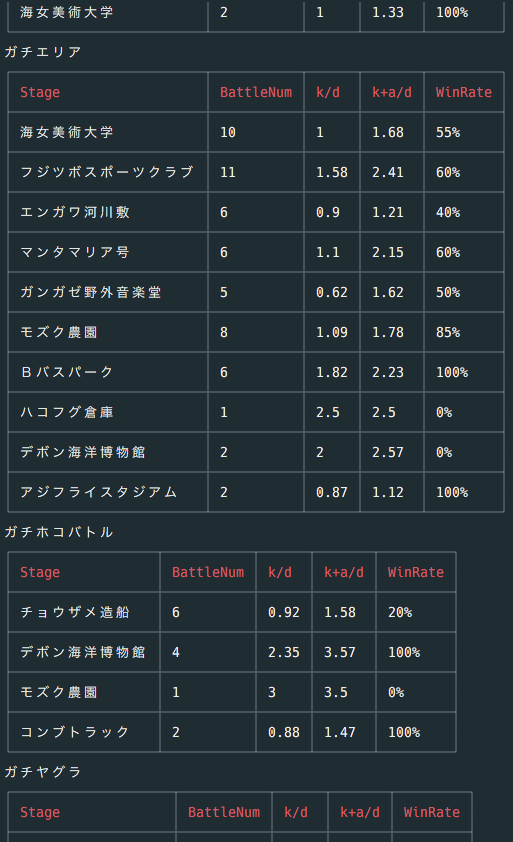 海女美術大学 2 1 1.33 100%
ガチエリア
Stage BattleNum k/d k+a/d WinRate
海女美術大学 10 1 1.68 55%
フジツボスポーツクラブ 11 1.58 2.41 60%
エンガワ河川敷 6 0.9 1.21 40%
マンタマリア号 6 1.1 2.15 60%
ガンガゼ野外音楽堂 5 0.62 1.62 50%
モズク農園 8 1.09 1.78 85%
Ｂバスパーク 6 1.82 2.23 100%
ハコフグ倉庫 1 2.5 2.5 0%
デボン海洋博物館 2 2 2.57 0%
アジフライスタジアム 2 0.87 1.12 100%
ガチホコバトル
Stage BattleNum k/d k+a/d WinRate
チョウザメ造船 6 0.92 1.58 20%
デボン海洋博物館 4 2.35 3.57 100%
モズク農園 1 3 3.5 0%
コンブトラック 2 0.88 1.47 100%
ガチヤグラ
Stage BattleNum k/d k+a/d WinRate